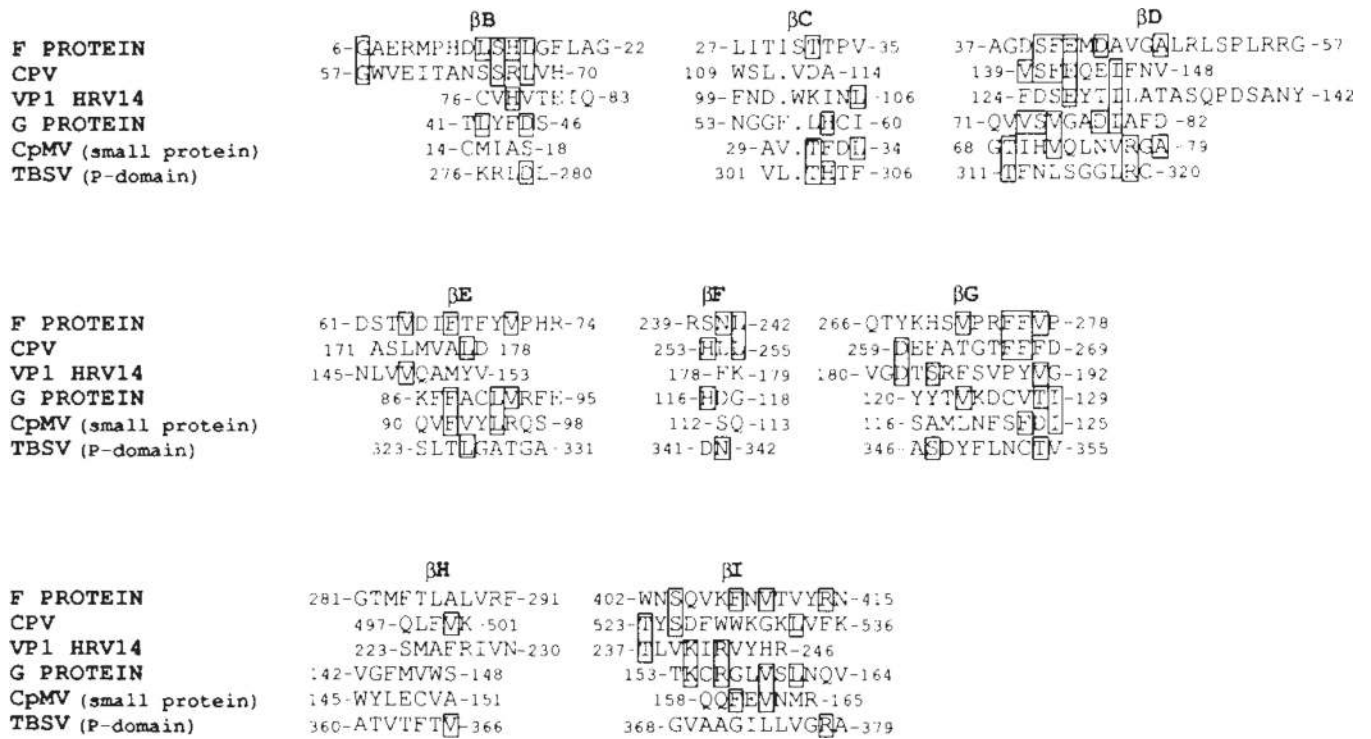 βB βC βD
F PROTEIN 6-GAERMPHDLSHLGFLAG-22 27-LITISTTPV-35 37-AGDSFEMDAVGALRLSPLRRG-57
CPV 57-GWVEITANSSRLVH-70 109 WSL.VDA-114 139-VSFEQEIFNV-148
VP1 HRV14 76-CVHVTEIQ-83 99-FND.WKINL-106 124-FDSEYTILATASQPDSANY-142
G PROTEIN 41-TLYFDS-46 53-NGGF.LHCI-60 71-QVVSVGADIAFD-82
CpMV (small protein) 14-CMIAS-18 29-AV.TFDL-34 68 GTIHVQLNVRGA-79
TBSV (P-domain) 276-KRLDL-280 301 VL.THTF-306 311-TFNLSGGLRC-320
βE βF βG
F PROTEIN 61-DSTVDIFTFYVPHR-74 239-RSNL-242 266-QTYKHSVPRFFVP-278
CPV 171 ASLMVALD 178 253-HLL-255 259-DEFATGTFFFD-269
VP1 HRV14 145-NLVVQAMYV-153 178-FK-179 180-VGDTSRFSVPYVG-192
G PROTEIN 86-KFFACLVRFE-95 116-HDG-118 120-YYTVKDCVTI-129
CpMV (small protein) 90 QVFVYLRQS-98 112-SQ-113 116-SAMLNFSFDI-125
TBSV (P-domain) 323-SLTLGATGA-331 341-DN-342 346-ASDYFLNCTV-355
βH βI
F PROTEIN 281-GTMFTLALVRF-291 402-WNSQVKFNVTVYRN-415
CPV 497-QLFVK-501 523-TYSDFWWKGKLVFK-536
VP1 HRV14 223-SMAFRIVN-230 237-TLVKIRVYHR-246
G PROTEIN 142-VGFMVWS-148 153-TKCRGLVSLNQV-164
CpMV (small protein) 145-WYLECVA-151 158-QQFEVNMR-165
TBSV (P-domain) 360-ATVTFTV-366 368-GVAAGILLVGRA-379